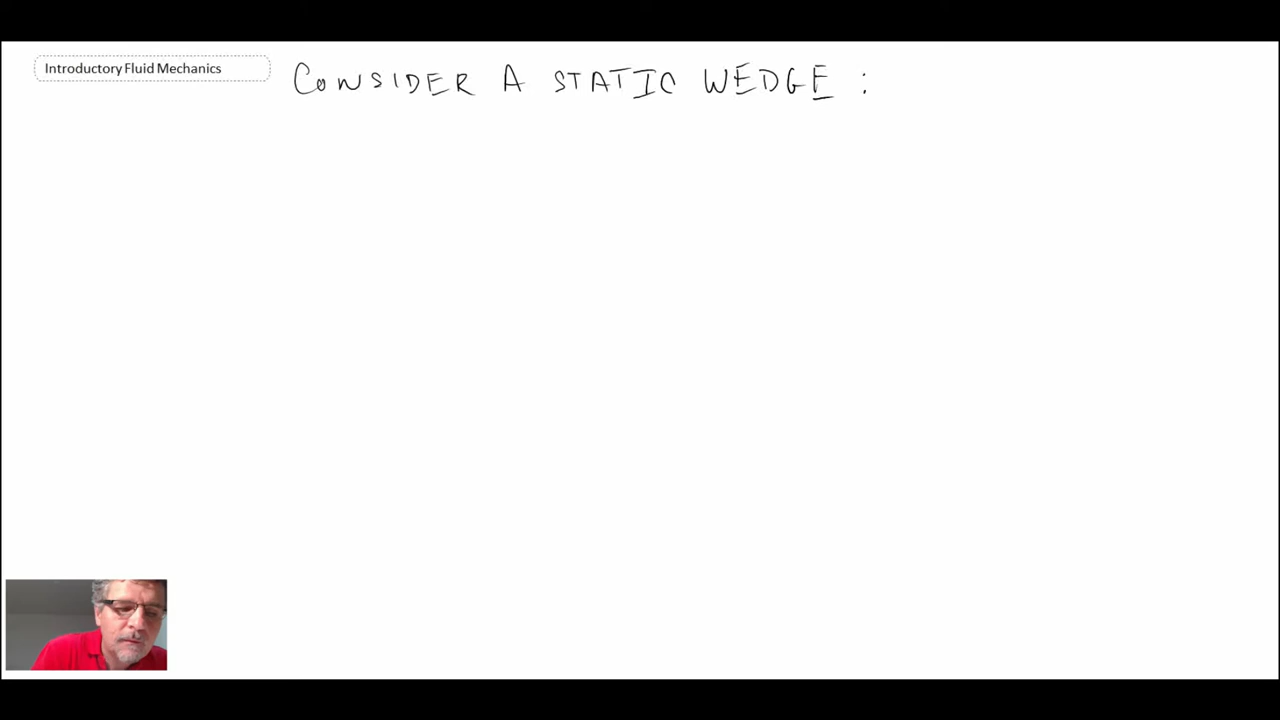 Introductory Fluid Mechanics
CONSIDER A STATIC WEDGE :